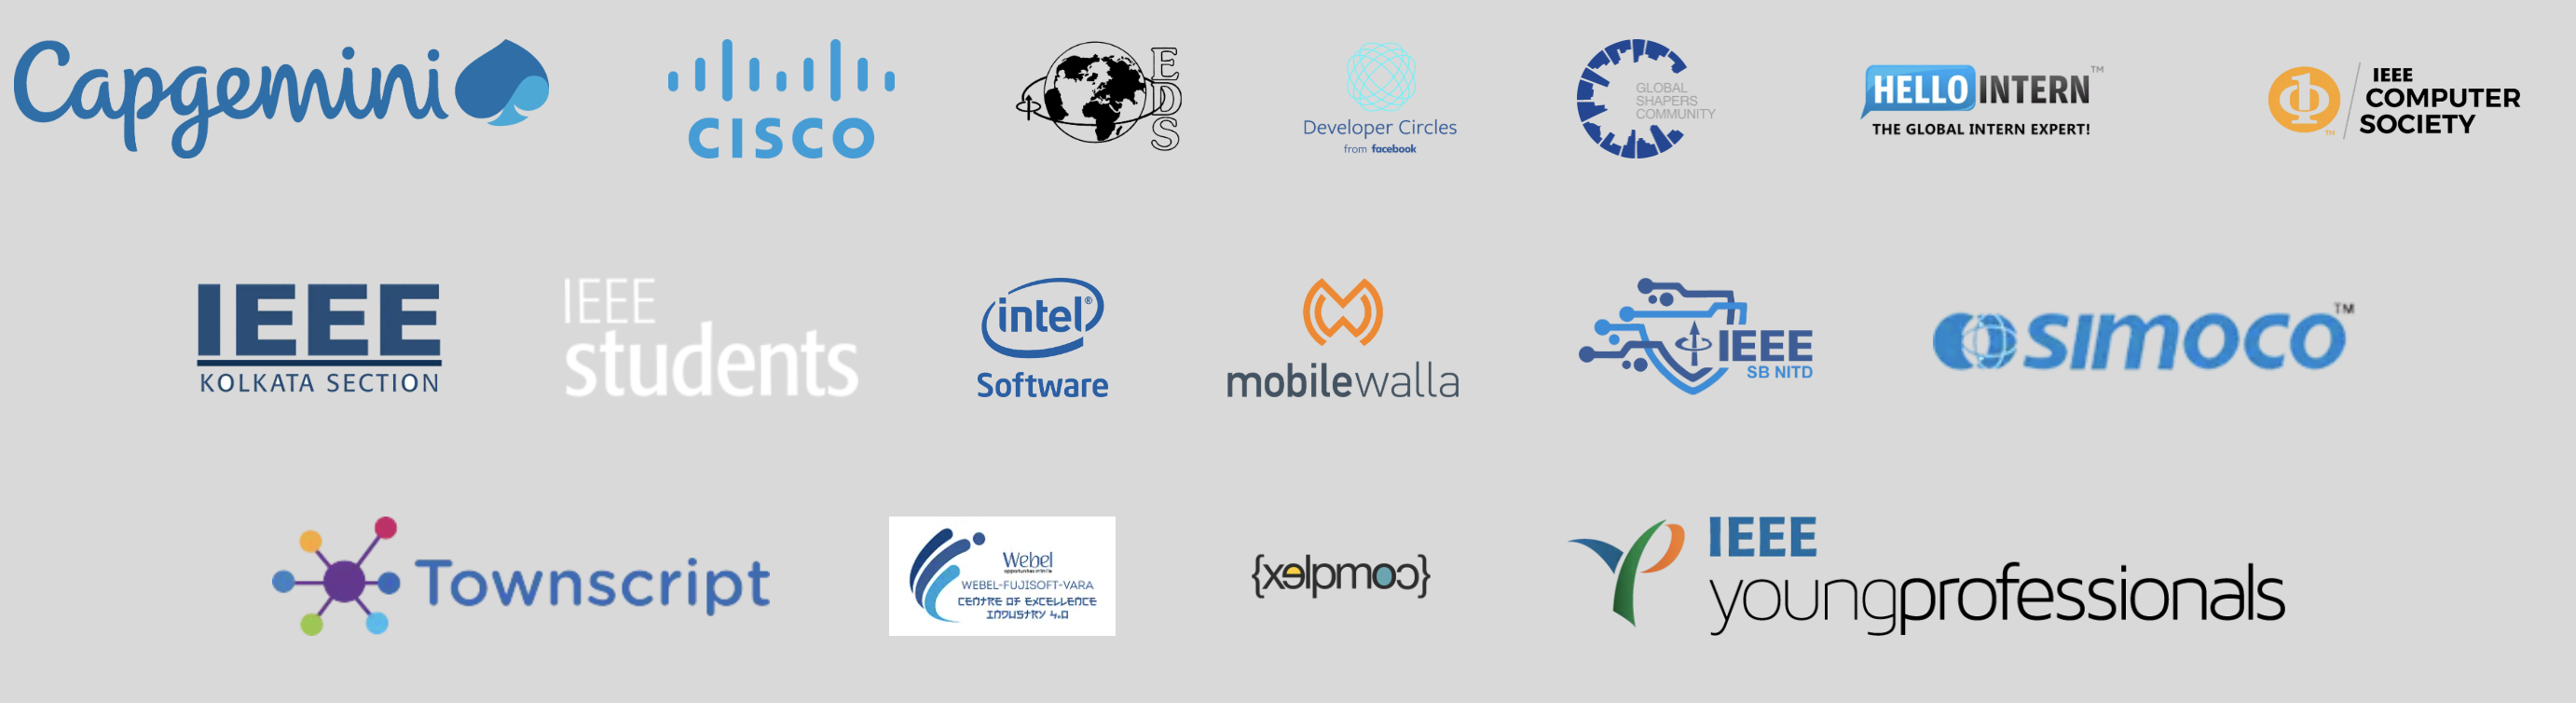 Capgemini
CISCO
EDS
Developer Circles
from facebook
GLOBAL
SHAPERS
COMMUNITY
HELLO INTERN™
THE GLOBAL INTERN EXPERT!
IEEE
COMPUTER
SOCIETY
™
IEEE
KOLKATA SECTION
IEEE
students
intel®
Software
mobilewalla
IEEE
SB NITD
SIMOCO™
Townscript
Webel
WEBEL-FUJISOFT-VARA
CENTRE OF EXCELLENCE
INDUSTRY 4.0
{xelpmoc}
IEEE
youngprofessionals